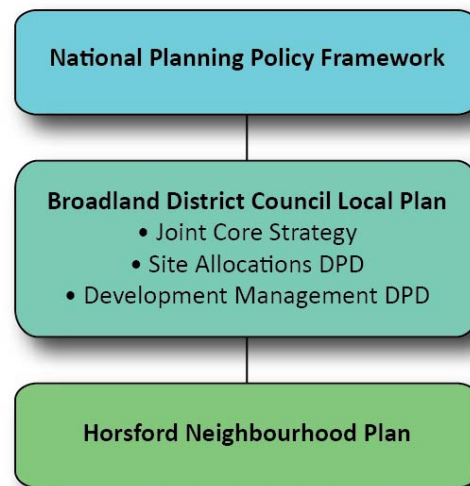 National Planning Policy Framework
Broadland District Council Local Plan
• Joint Core Strategy
• Site Allocations DPD
• Development Management DPD
Horsford Neighbourhood Plan